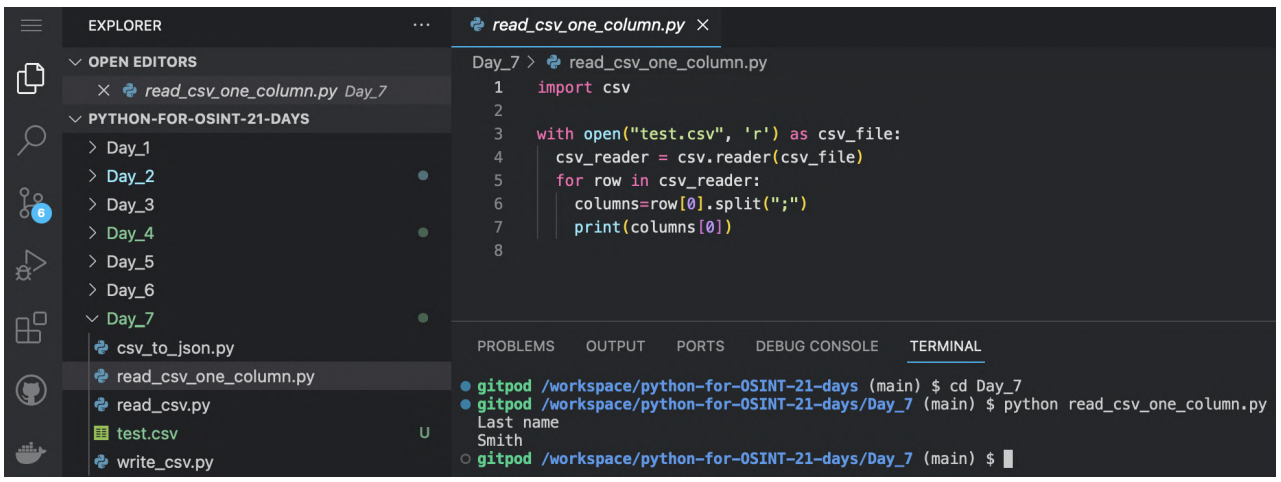 EXPLORER
···
OPEN EDITORS
read_csv_one_column.py Day_7
PYTHON-FOR-OSINT-21-DAYS
Day_1
Day_2
Day_3
Day_4
Day_5
Day_6
Day_7
csv_to_json.py
read_csv_one_column.py
read_csv.py
test.csv U
write_csv.py
6
read_csv_one_column.py
Day_7 > read_csv_one_column.py
1 import csv
2
3 with open("test.csv", 'r') as csv_file:
4 csv_reader = csv.reader(csv_file)
5 for row in csv_reader:
6 columns=row[0].split(";")
7 print(columns[0])
8
PROBLEMS OUTPUT PORTS DEBUG CONSOLE TERMINAL
gitpod /workspace/python-for-OSINT-21-days (main) $ cd Day_7
gitpod /workspace/python-for-OSINT-21-days/Day_7 (main) $ python read_csv_one_column.py
Last name
Smith
gitpod /workspace/python-for-OSINT-21-days/Day_7 (main) $